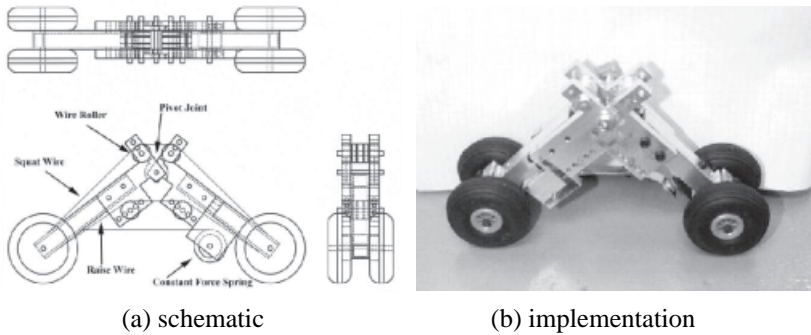 Pivot Joint
Wire Roller
Squat Wire
Raise Wire
Constant Force Spring
(a) schematic
(b) implementation